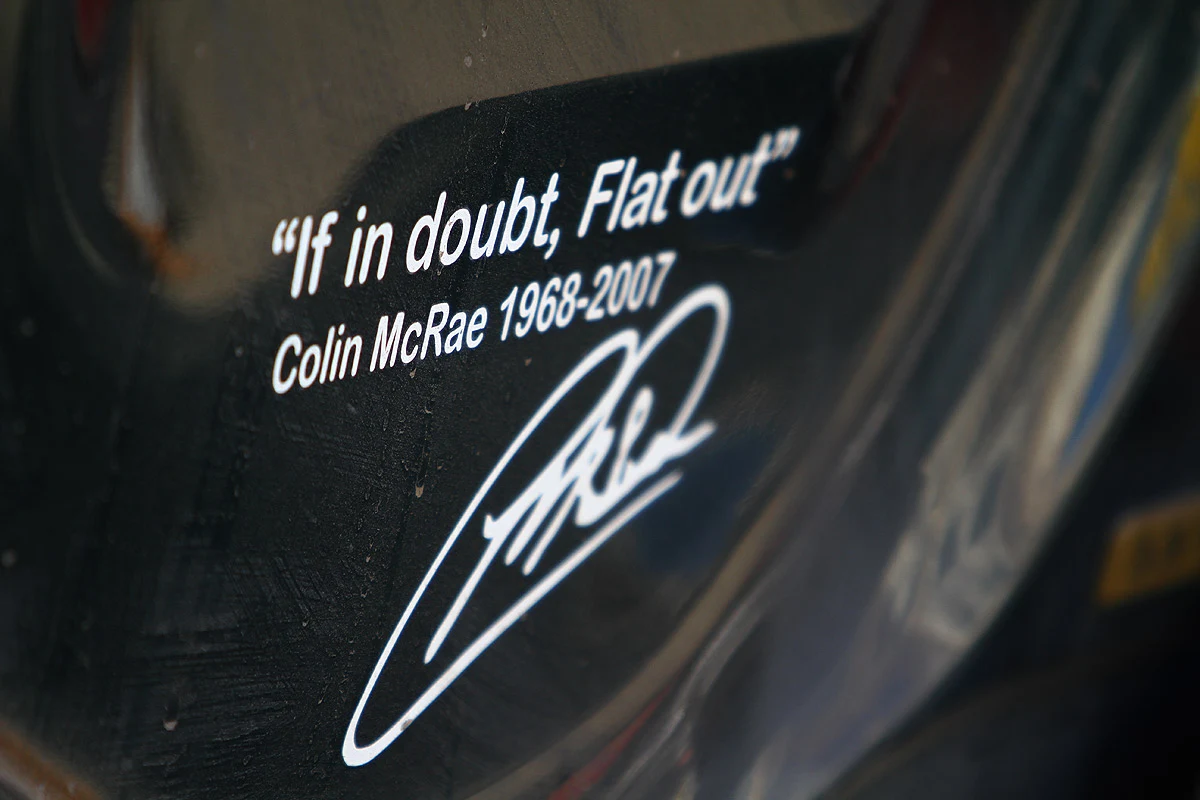 “If in doubt, Flat out”
Colin McRae 1968-2007